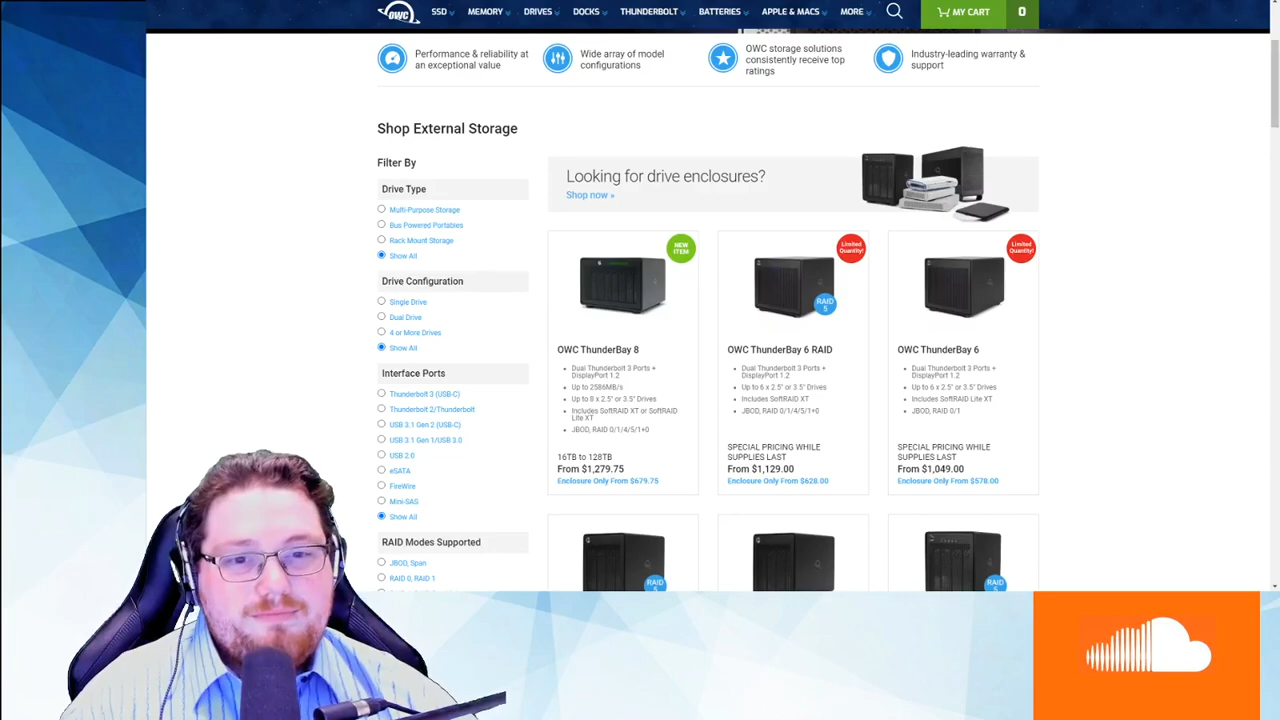 OWC
SSD
MEMORY
DRIVES
DOCKS
THUNDERBOLT
BATTERIES
APPLE & MACS
MORE
MY CART
0
Performance & reliability at
an exceptional value
Wide array of model
configurations
OWC storage solutions
consistently receive top
ratings
Industry-leading warranty &
support
Shop External Storage
Filter By
Drive Type
Multi-Purpose Storage
Bus Powered Portables
Rack Mount Storage
Show All
Drive Configuration
Single Drive
Dual Drive
4 or More Drives
Show All
Interface Ports
Thunderbolt 3 (USB-C)
Thunderbolt 2/Thunderbolt
USB 3.1 Gen 2 (USB-C)
USB 3.1 Gen 1/USB 3.0
USB 2.0
eSATA
FireWire
Mini-SAS
Show All
RAID Modes Supported
JBOD, Span
RAID 0, RAID 1
Looking for drive enclosures?
Shop now »
NEW
ITEM
OWC ThunderBay 8
• Dual Thunderbolt 3 Ports +
DisplayPort 1.2
• Up to 2586MB/s
• Up to 8 x 2.5" or 3.5" Drives
• Includes SoftRAID XT or SoftRAID
Lite XT
• JBOD, RAID 0/1/4/5/1+0
16TB to 128TB
From $1,279.75
Enclosure Only From $679.75
Limited
Quantity!
RAID
5
OWC ThunderBay 6 RAID
• Dual Thunderbolt 3 Ports +
DisplayPort 1.2
• Up to 6 x 2.5" or 3.5" Drives
• Includes SoftRAID XT
• JBOD, RAID 0/1/4/5/1+0
SPECIAL PRICING WHILE
SUPPLIES LAST
From $1,129.00
Enclosure Only From $628.00
Limited
Quantity!
OWC ThunderBay 6
• Dual Thunderbolt 3 Ports +
DisplayPort 1.2
• Up to 6 x 2.5" or 3.5" Drives
• Includes SoftRAID Lite XT
• JBOD, RAID 0/1
SPECIAL PRICING WHILE
SUPPLIES LAST
From $1,049.00
Enclosure Only From $578.00
RAID
5
RAID
5